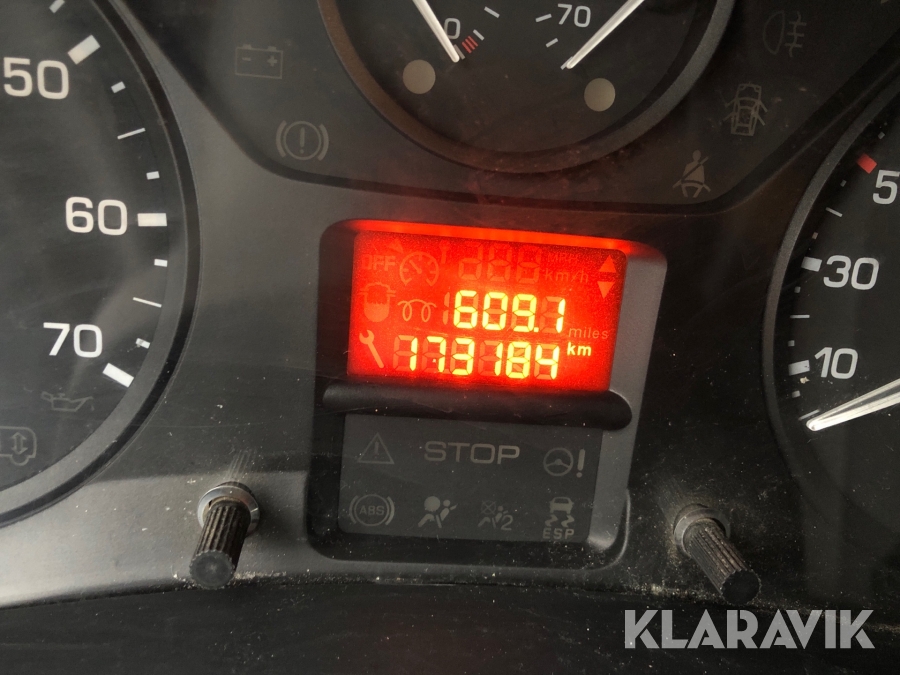 50
60
70
0
70
OFF
km/h
609.1
miles
173184 km
STOP
ABS
2
ESP
5
30
10
KLARAVIK